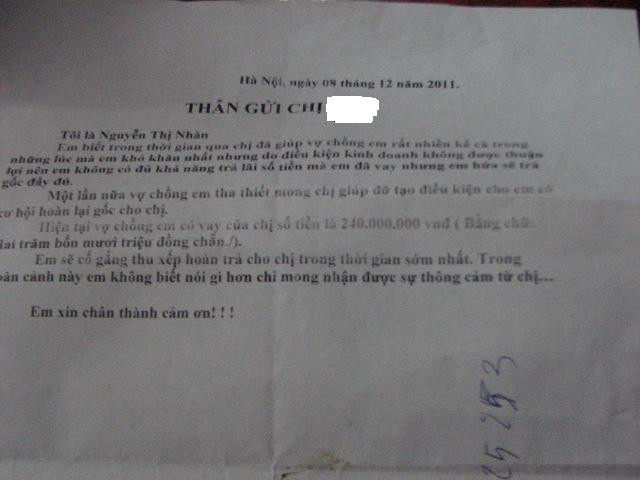 Hà Nội, ngày 08 tháng 12 năm 2011.
THÂN GỬI CHỊ
Tôi là Nguyễn Thị Nhàn
Em biết trong thời gian qua chị đã giúp vợ chồng em rất nhiều kể cả trong
những lúc mà em khó khăn nhất nhưng do điều kiện kinh doanh không được thuận
lợi nên em không có đủ khả năng trả lãi số tiền mà em đã vay nhưng em hứa sẽ trả
gốc đầy đủ.
Một lần nữa vợ chồng em tha thiết mong chị giúp đỡ tạo điều kiện cho em có
cơ hội hoàn lại gốc cho chị.
Hiện tại vợ chồng em có vay của chị số tiền là 240.000.000 vnđ ( Bằng chữ:
Hai trăm bốn mươi triệu đồng chẵn./).
Em sẽ cố gắng thu xếp hoàn trả cho chị trong thời gian sớm nhất. Trong
oàn cảnh này em không biết nói gì hơn chỉ mong nhận được sự thông cảm từ chị...
Em xin chân thành cảm ơn! ! !